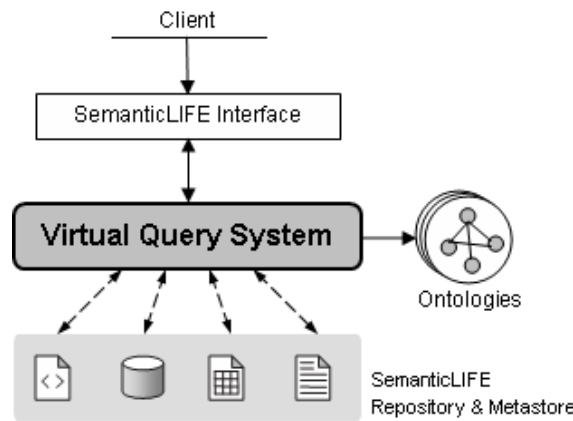 Client
SemanticLIFE Interface
Virtual Query System
Ontologies
SemanticLIFE
Repository & Metastore